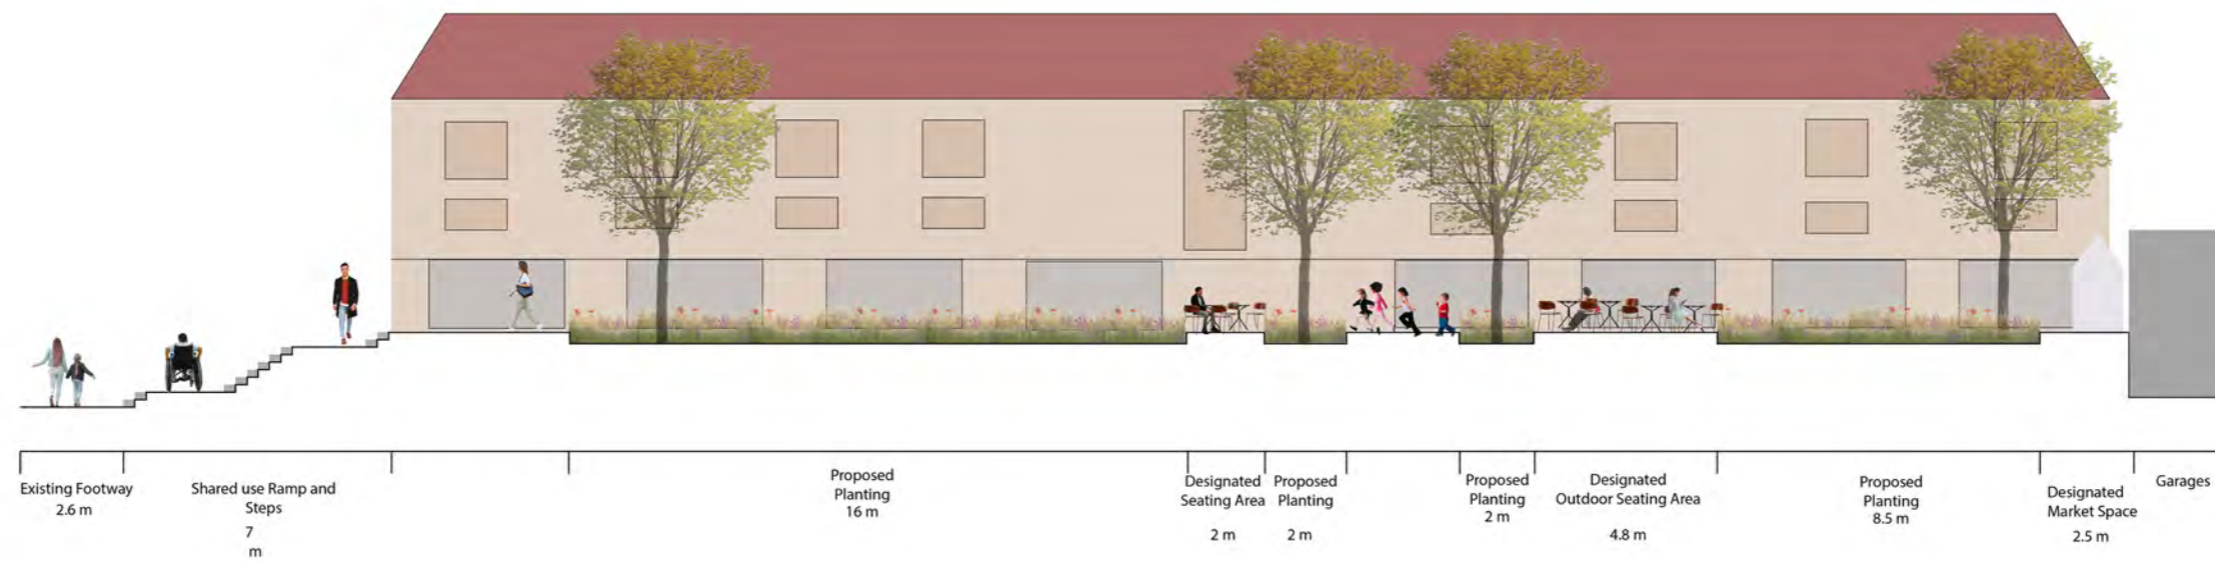 Existing Footway
2.6 m
Shared use Ramp and
Steps
7
m
Proposed
Planting
16 m
Designated
Seating Area
2 m
Proposed
Planting
2 m
Proposed
Planting
2 m
Designated
Outdoor Seating Area
4.8 m
Proposed
Planting
8.5 m
Designated
Market Space
2.5 m
Garages